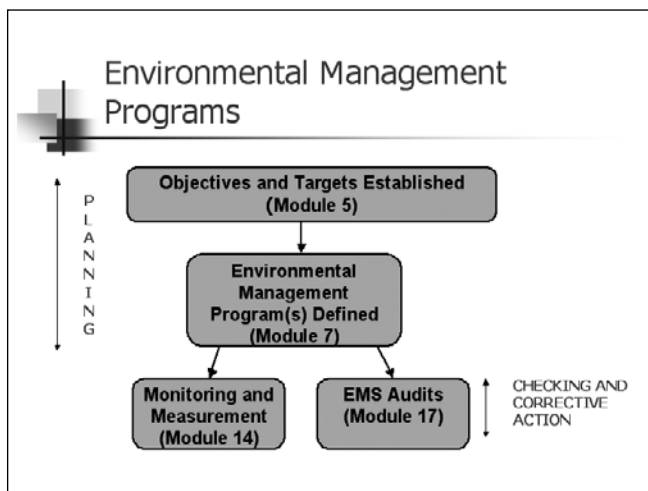 Environmental Management
Programs
Objectives and Targets Established
(Module 5)
P
L
A
N
N
I
N
G
Environmental
Management
Program(s) Defined
(Module 7)
Monitoring and
Measurement
(Module 14)
EMS Audits
(Module 17)
CHECKING AND
CORRECTIVE
ACTION